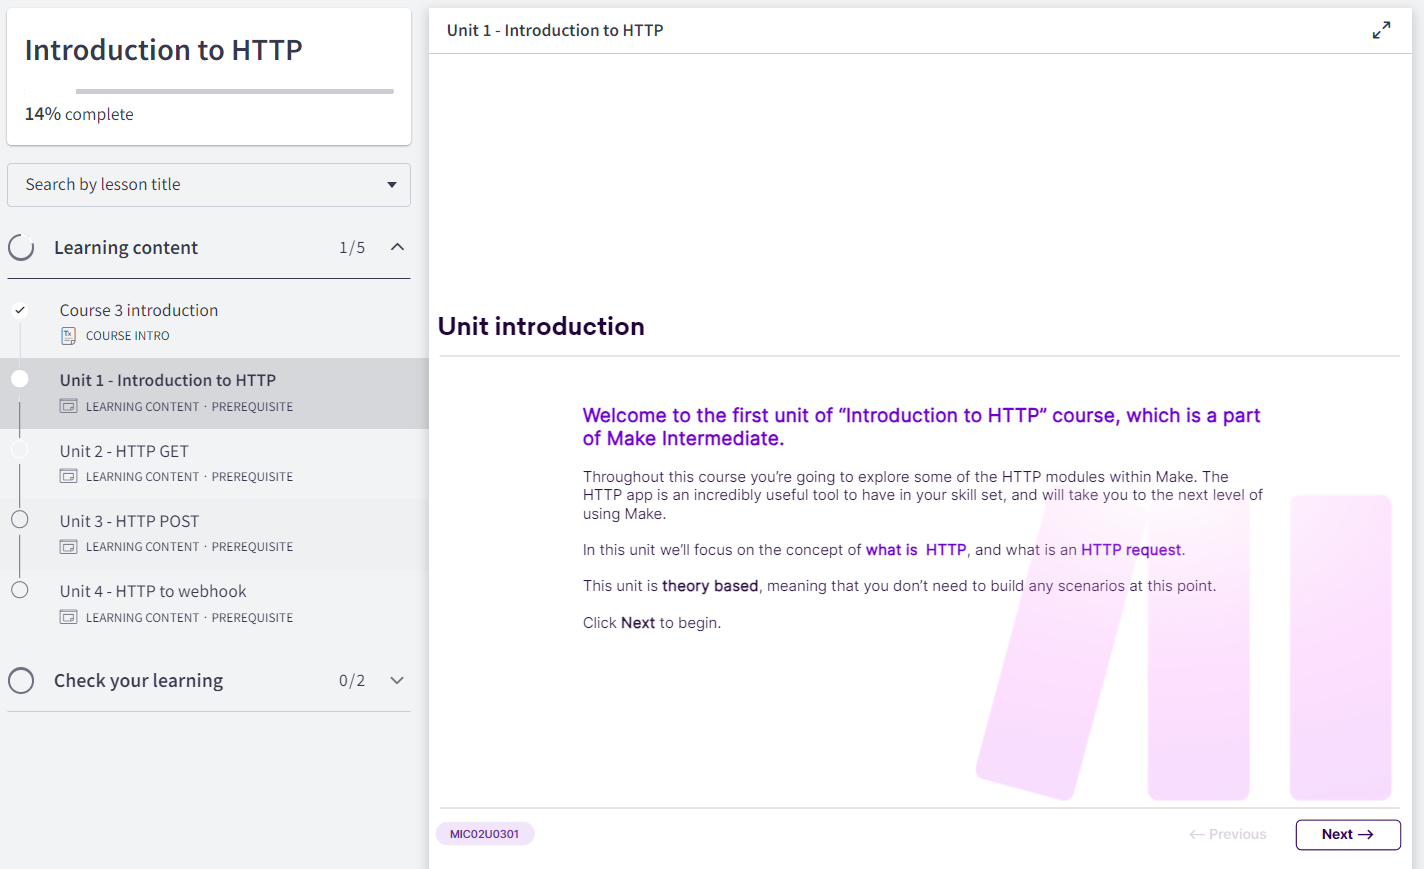 Introduction to HTTP
14% complete
Search by lesson title
Learning content 1/5
Course 3 introduction
Tx
COURSE INTRO
Unit 1 - Introduction to HTTP
LEARNING CONTENT · PREREQUISITE
Unit 2 - HTTP GET
LEARNING CONTENT · PREREQUISITE
Unit 3 - HTTP POST
LEARNING CONTENT · PREREQUISITE
Unit 4 - HTTP to webhook
LEARNING CONTENT · PREREQUISITE
Check your learning 0/2
Unit 1 - Introduction to HTTP
Unit introduction
Welcome to the first unit of “Introduction to HTTP” course, which is a part
of Make Intermediate.
Throughout this course you’re going to explore some of the HTTP modules within Make. The
HTTP app is an incredibly useful tool to have in your skill set, and will take you to the next level of
using Make.
In this unit we’ll focus on the concept of what is HTTP, and what is an HTTP request.
This unit is theory based, meaning that you don’t need to build any scenarios at this point.
Click Next to begin.
MIC02U0301
← Previous
Next →